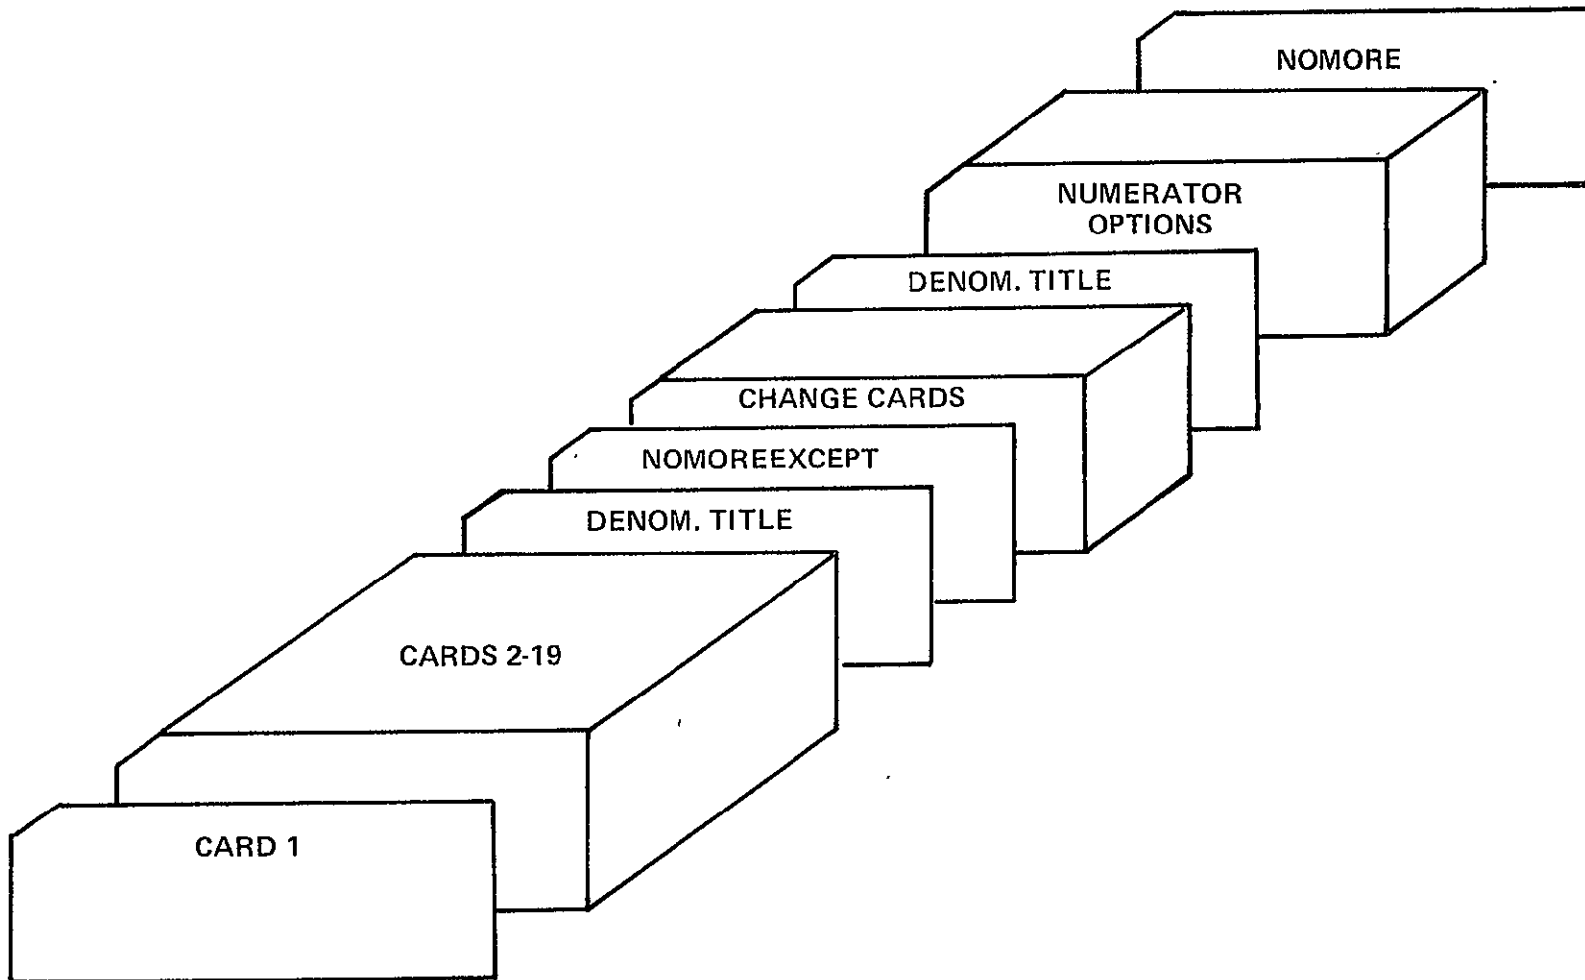 NOMORE
NUMERATOR
OPTIONS
DENOM. TITLE
CHANGE CARDS
NOMOREEXCEPT
DENOM. TITLE
CARDS 2-19
CARD 1